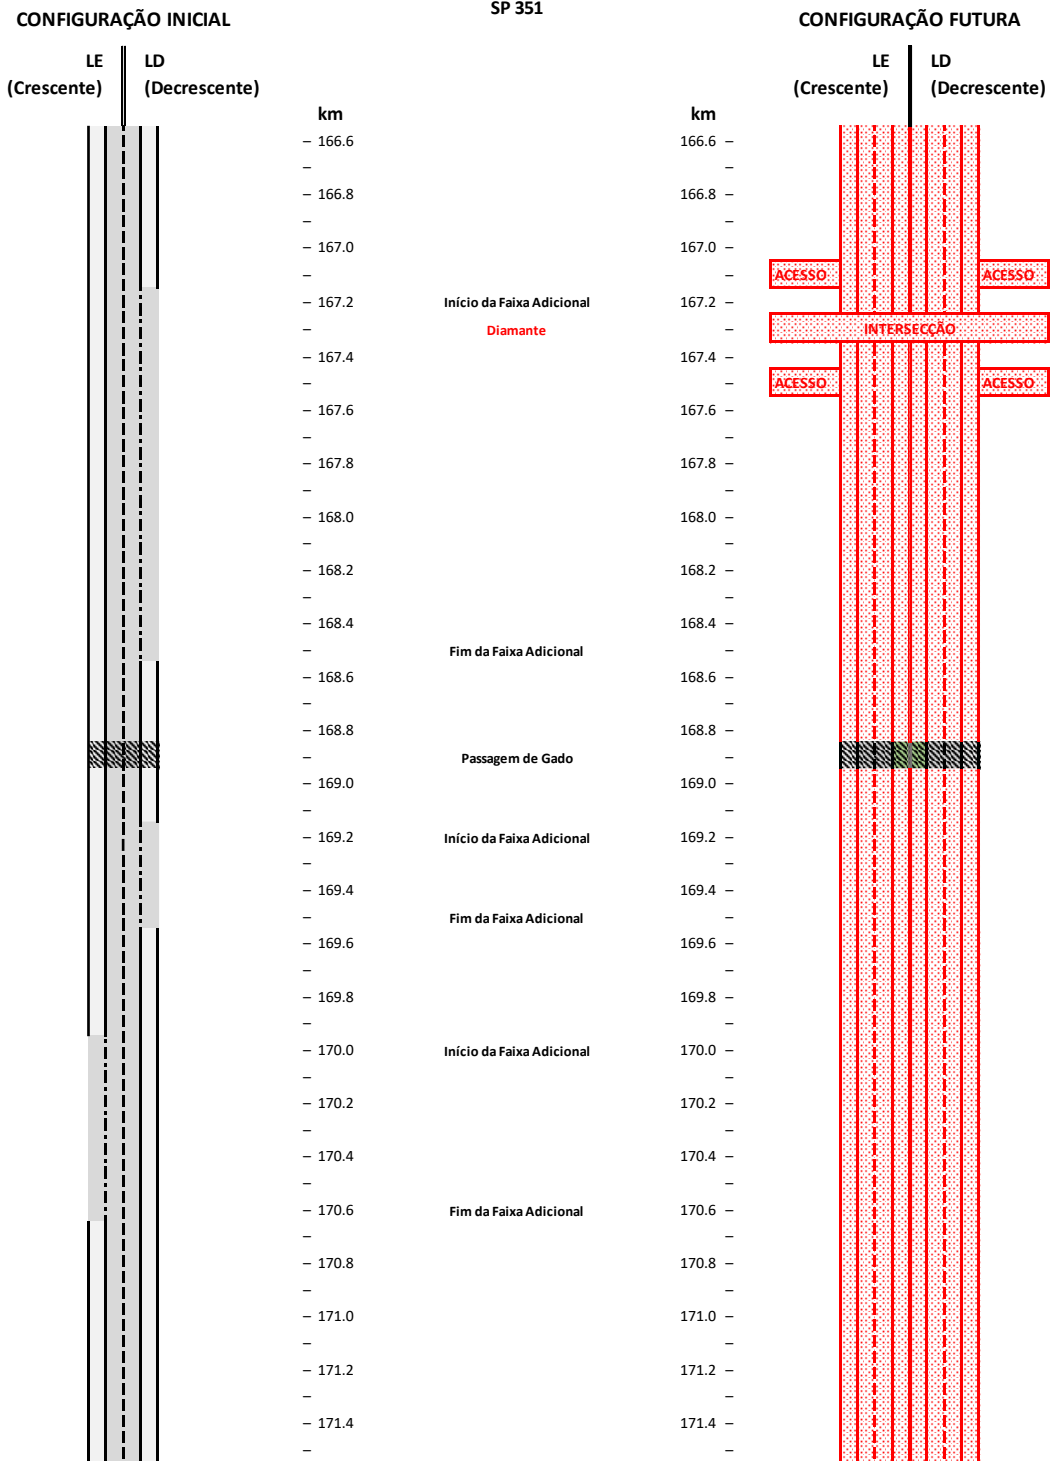 SP 351
CONFIGURAÇÃO INICIAL
CONFIGURAÇÃO FUTURA
LE LD
(Crescente) (Decrescente)
LE LD
(Crescente) (Decrescente)
km km
– 166.6 166.6 –
– –
– 166.8 166.8 –
– –
– 167.0 167.0 –
– – ACESSO ACESSO
– 167.2 Início da Faixa Adicional 167.2 –
– Diamante – INTERSECÇÃO
– 167.4 167.4 –
– – ACESSO ACESSO
– 167.6 167.6 –
– –
– 167.8 167.8 –
– –
– 168.0 168.0 –
– –
– 168.2 168.2 –
– –
– 168.4 168.4 –
– Fim da Faixa Adicional –
– 168.6 168.6 –
– –
– 168.8 168.8 –
– Passagem de Gado –
– 169.0 169.0 –
– –
– 169.2 Início da Faixa Adicional 169.2 –
– –
– 169.4 169.4 –
– Fim da Faixa Adicional –
– 169.6 169.6 –
– –
– 169.8 169.8 –
– –
– 170.0 Início da Faixa Adicional 170.0 –
– –
– 170.2 170.2 –
– –
– 170.4 170.4 –
– –
– 170.6 Fim da Faixa Adicional 170.6 –
– –
– 170.8 170.8 –
– –
– 171.0 171.0 –
– –
– 171.2 171.2 –
– –
– 171.4 171.4 –
– –